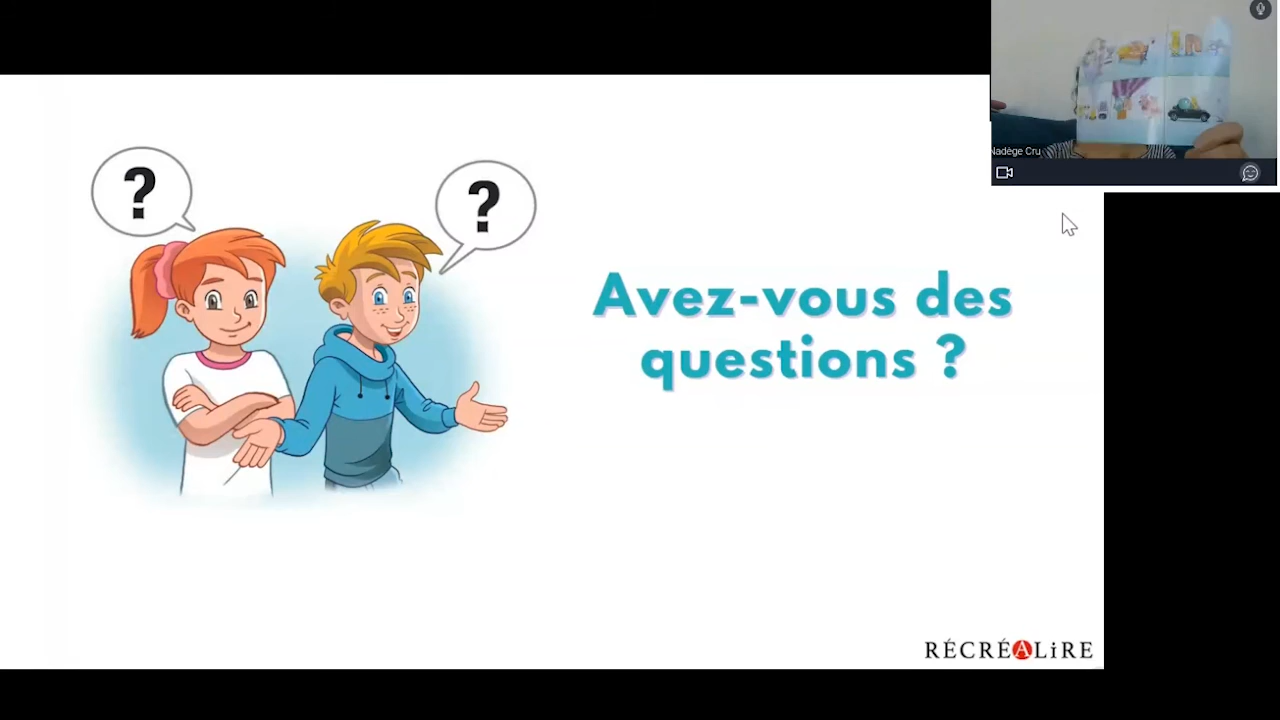 Nadège Cru
?
?
Avez-vous des
questions ?
RÉCRÉALiRE